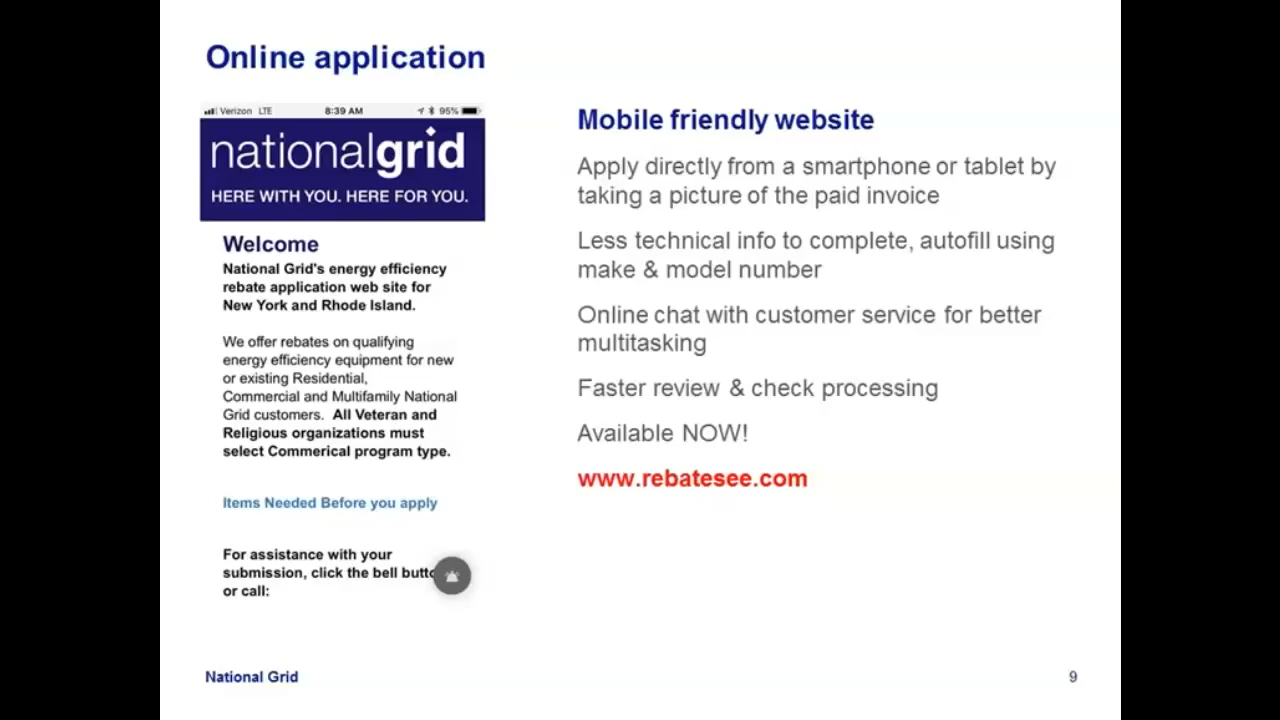 Online application
Verizon LTE 8:39 AM 95%
nationalgrid
HERE WITH YOU. HERE FOR YOU.
Welcome
National Grid's energy efficiency
rebate application web site for
New York and Rhode Island.
We offer rebates on qualifying
energy efficiency equipment for new
or existing Residential,
Commercial and Multifamily National
Grid customers. All Veteran and
Religious organizations must
select Commerical program type.
Items Needed Before you apply
For assistance with your
submission, click the bell butto
or call:
Mobile friendly website
Apply directly from a smartphone or tablet by
taking a picture of the paid invoice
Less technical info to complete, autofill using
make & model number
Online chat with customer service for better
multitasking
Faster review & check processing
Available NOW!
www.rebatesee.com
National Grid
9